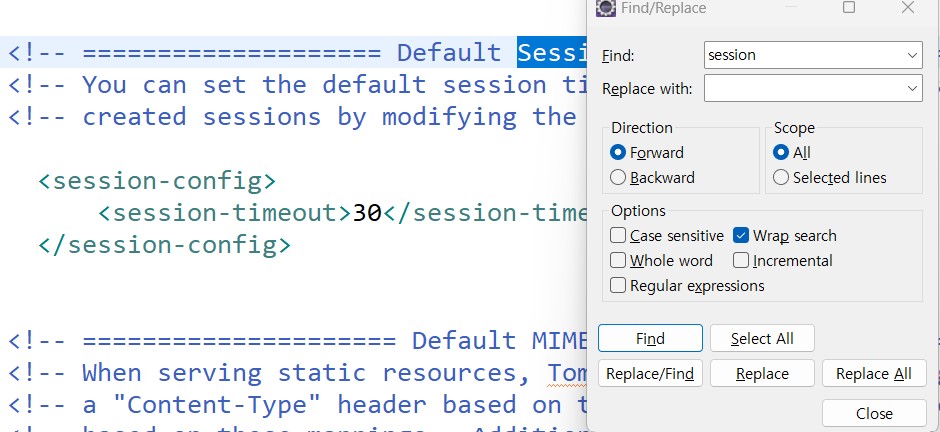 <!-- ==================== Default Sessi
<!-- You can set the default session ti
<!-- created sessions by modifying the
<session-config>
<session-timeout>30</session-time
</session-config>
<!-- ===================== Default MIME
<!-- When serving static resources, Tom
<!-- a "Content-Type" header based on t
Find/Replace
Find:
session
Replace with:
Direction
Forward
Backward
Scope
All
Selected lines
Options
Case sensitive
Wrap search
Whole word
Incremental
Regular expressions
Find
Select All
Replace/Find
Replace
Replace All
Close